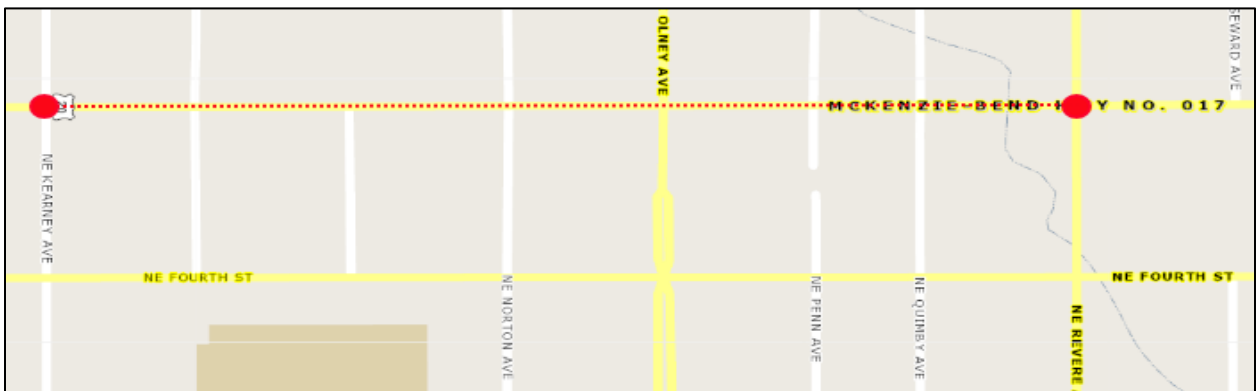 OLNEY AVE
SEWARD AVE
MCKENZIE-BEND H Y NO. 017
NE KEARNEY AVE
NE FOURTH ST
NE FOURTH ST
NE NORTON AVE
NE PENN AVE
NE QUIMBY AVE
NE REVERE